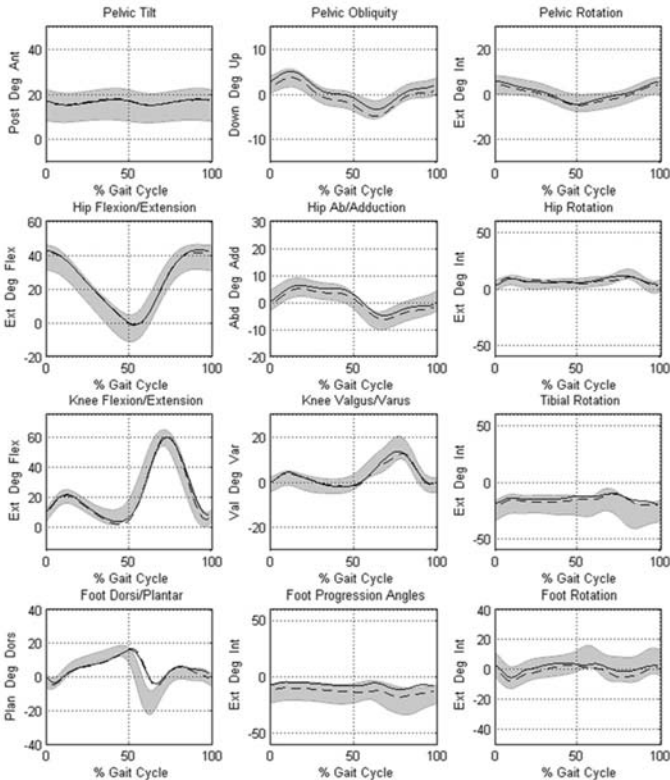 Pelvic Tilt
Post Deg Ant
40
20
0
0 50 100
% Gait Cycle
Pelvic Obliquity
Down Deg Up
10
0
-10
0 50 100
% Gait Cycle
Pelvic Rotation
Ext Deg Int
20
0
-20
0 50 100
% Gait Cycle
Hip Flexion/Extension
Ext Deg Flex
60
40
20
0
-20
0 50 100
% Gait Cycle
Hip Ab/Adduction
Abd Deg Add
30
20
10
0
-10
-20
0 50 100
% Gait Cycle
Hip Rotation
Ext Deg Int
50
0
-50
0 50 100
% Gait Cycle
Knee Flexion/Extension
Ext Deg Flex
60
40
20
0
0 50 100
% Gait Cycle
Knee Valgus/Varus
Val Deg Var
20
0
-20
0 50 100
% Gait Cycle
Tibial Rotation
Ext Deg Int
50
0
-50
0 50 100
% Gait Cycle
Foot Dorsi/Plantar
Plan Deg Dors
40
20
0
-20
-40
0 50 100
% Gait Cycle
Foot Progression Angles
Ext Deg Int
50
0
-50
0 50 100
% Gait Cycle
Foot Rotation
Ext Deg Int
40
20
0
-20
-40
0 50 100
% Gait Cycle